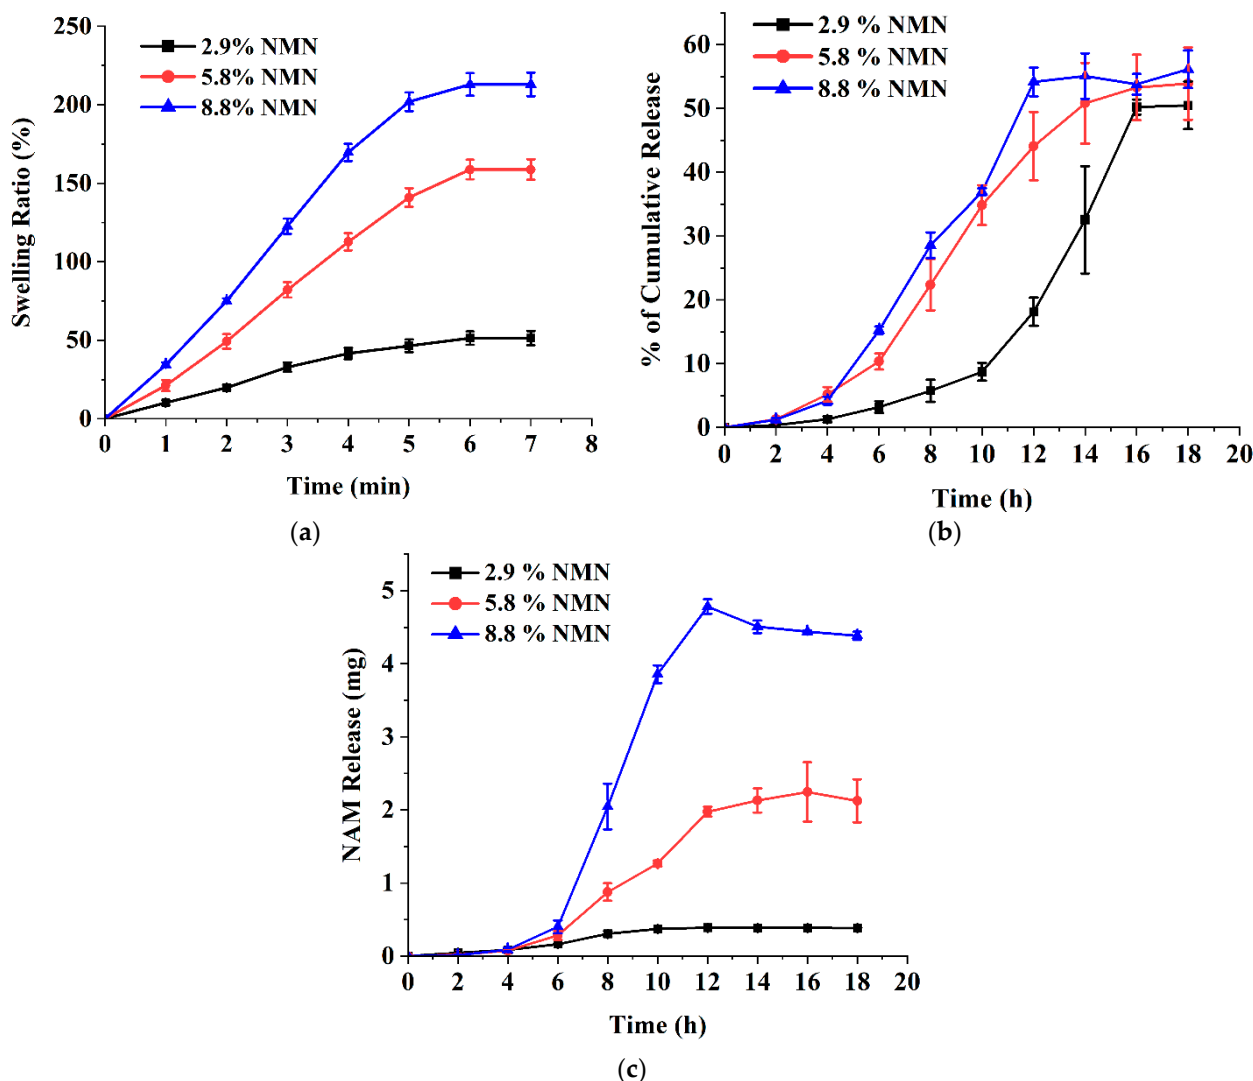 2.9% NMN
5.8% NMN
8.8% NMN
250
200
150
100
50
0
Swelling Ratio (%)
0 1 2 3 4 5 6 7 8
Time (min)
(a)
2.9 % NMN
5.8 % NMN
8.8 % NMN
60
50
40
30
20
10
0
% of Cumulative Release
0 2 4 6 8 10 12 14 16 18 20
Time (h)
(b)
2.9 % NMN
5.8 % NMN
8.8 % NMN
5
4
3
2
1
0
NAM Release (mg)
0 2 4 6 8 10 12 14 16 18 20
Time (h)
(c)